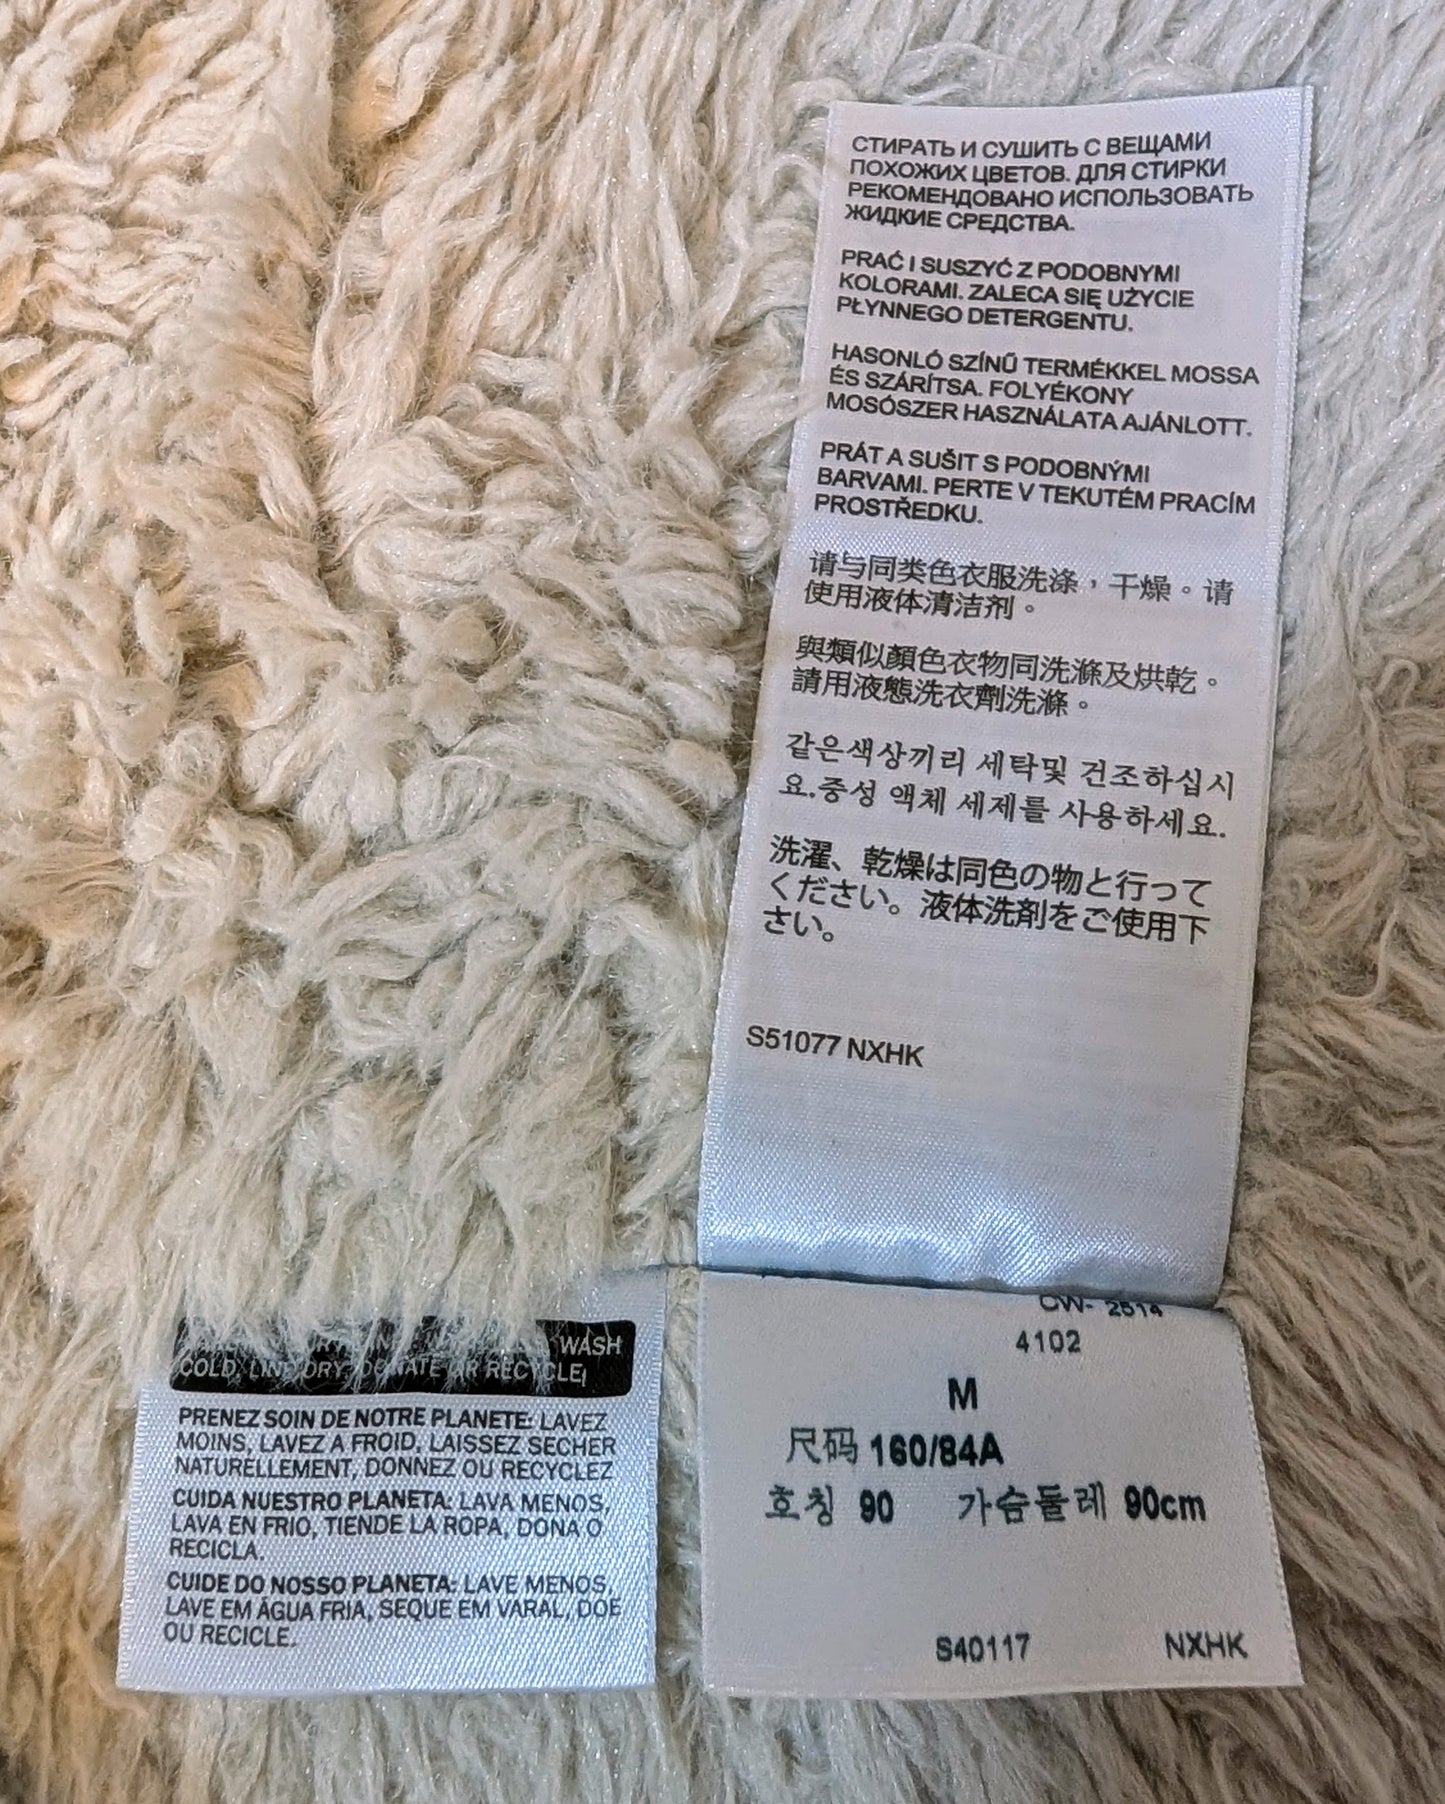 СТИРАТЬ И СУШИТЬ С ВЕЩАМИ
ПОХОЖИХ ЦВЕТОВ. ДЛЯ СТИРКИ
РЕКОМЕНДОВАНО ИСПОЛЬЗОВАТЬ
ЖИДКИЕ СРЕДСТВА.
PRAĆ I SUSZYĆ Z PODOBNYMI
KOLORAMI. ZALECA SIĘ UŻYCIE
PŁYNNEGO DETERGENTU.
HASONLÓ SZÍNŰ TERMÉKKEL MOSSA
ÉS SZÁRÍTSA. FOLYÉKONY
MOSÓSZER HASZNÁLATA AJÁNLOTT.
PRÁT A SUŠIT S PODOBNÝMI
BARVAMI. PERTE V TEKUTÉM PRACÍM
PROSTŘEDKU.
请与同类色衣服洗涤，干燥。请
使用液体清洁剂。
與類似顏色衣物同洗滌及烘乾。
請用液態洗衣劑洗滌。
같은색상끼리 세탁및 건조하십시
요.중성 액체 세제를 사용하세요.
洗濯、乾燥は同色の物と行って
ください。液体洗剤をご使用下
さい。
S51077 NXHK
WASH
COLD, LINE DRY, DONATE OR RECYCLE
PRENEZ SOIN DE NOTRE PLANETE: LAVEZ
MOINS, LAVEZ A FROID, LAISSEZ SECHER
NATURELLEMENT, DONNEZ OU RECYCLEZ
CUIDA NUESTRO PLANETA: LAVA MENOS,
LAVA EN FRIO, TIENDE LA ROPA, DONA O
RECICLA.
CUIDE DO NOSSO PLANETA: LAVE MENOS,
LAVE EM ÁGUA FRIA, SEQUE EM VARAL, DOE
OU RECICLE.
CW- 2514
4102
M
尺码 160/84A
호칭 90 가슴둘레 90cm
S40117 NXHK